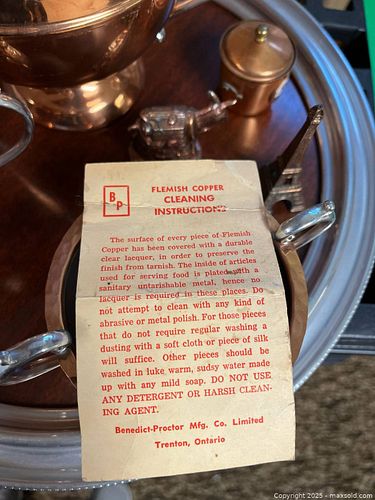 B
P
FLEMISH COPPER
CLEANING
INSTRUCTIONS
The surface of every piece of Flemish
Copper has been covered with a durable
clear lacquer, in order to preserve the
finish from tarnish. The inside of articles
used for serving food is plated with a
sanitary untarishable metal, hence no
lacquer is required in these places. Do
not attempt to clean with any kind of
abrasive or metal polish. For those pieces
that do not require regular washing a
dusting with a soft cloth or piece of silk
will suffice. Other pieces should be
washed in luke warm, sudsy water made
up with any mild soap. DO NOT USE
ANY DETERGENT OR HARSH CLEAN-
ING AGENT.
Benedict-Proctor Mfg. Co. Limited
Trenton, Ontario
Copyright 2025 - maxsold.com